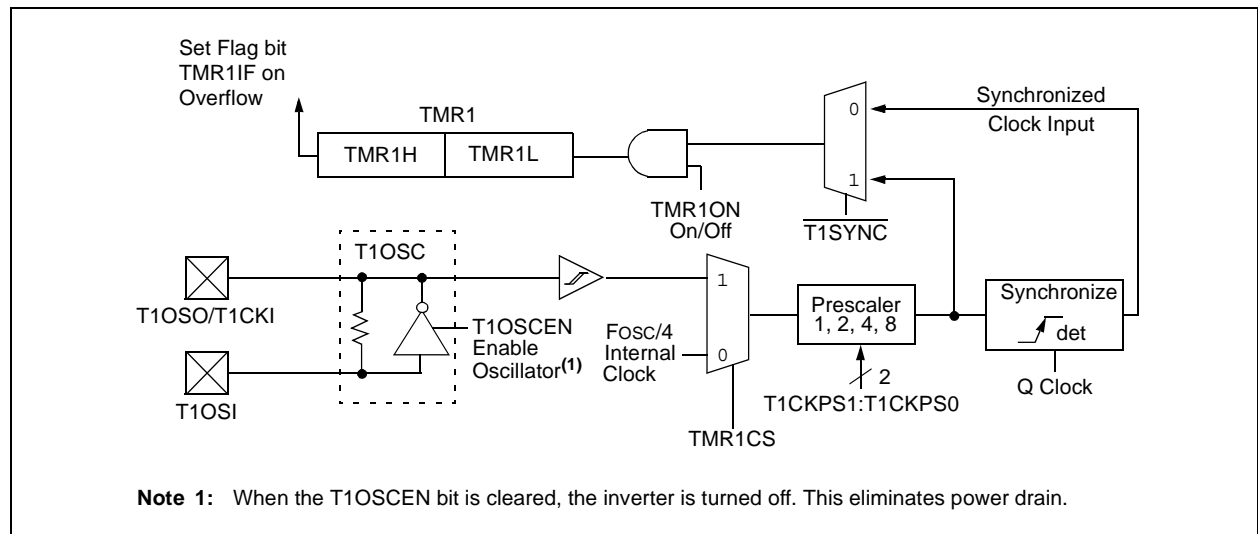 Set Flag bit
TMR1IF on
Overflow
TMR1
TMR1H
TMR1L
TMR1ON
On/Off
0
1
T1SYNC
Synchronized
Clock Input
T1OSC
T1OSO/T1CKI
T1OSI
T1OSCEN
Enable
Oscillator(1)
FOSC/4
Internal
Clock
1
0
TMR1CS
Prescaler
1, 2, 4, 8
2
T1CKPS1:T1CKPS0
Synchronize
det
Q Clock
Note 1: When the T1OSCEN bit is cleared, the inverter is turned off. This eliminates power drain.